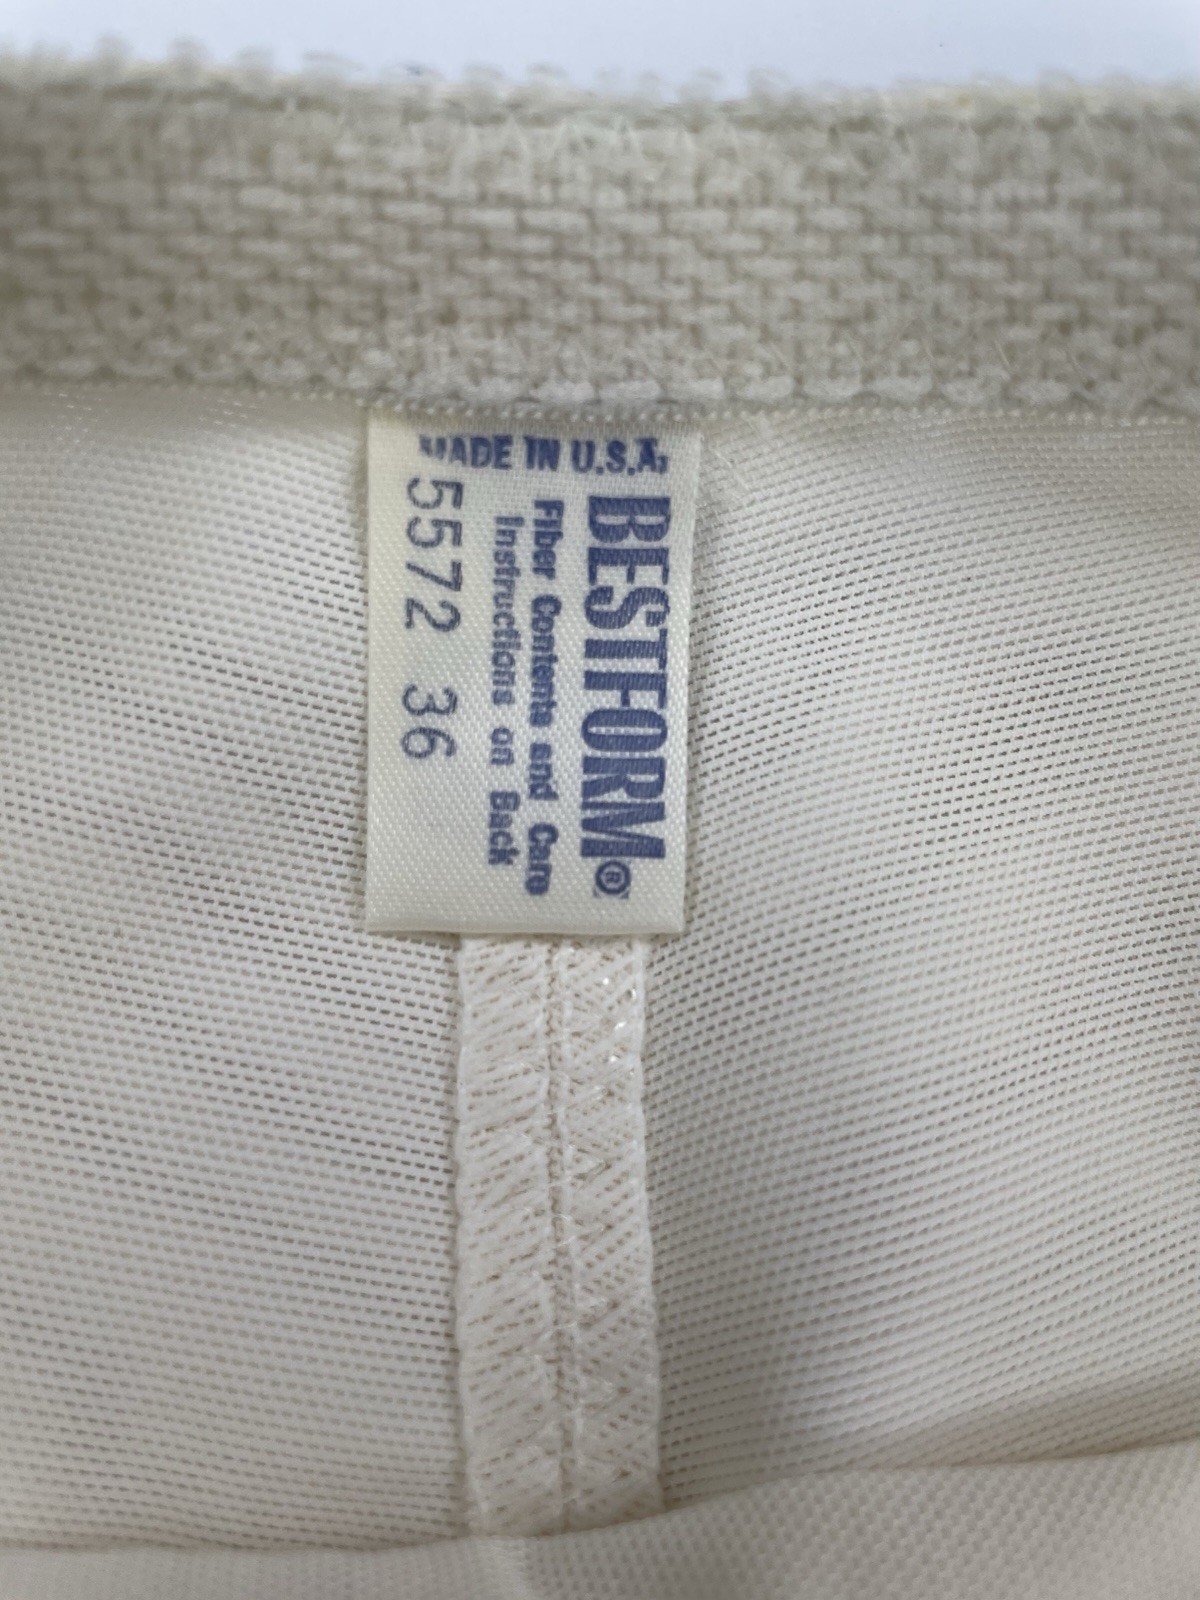 MADE IN U.S.A.
BESTFORM®
Fiber Contents and Care
Instructions on Back
5572 36